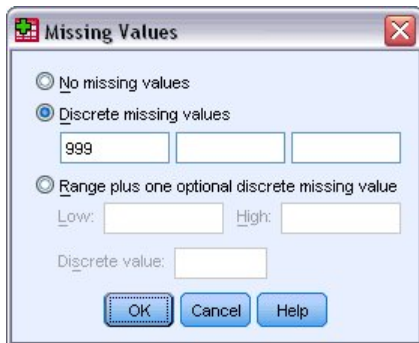 Missing Values
No missing values
Discrete missing values
999
Range plus one optional discrete missing value
Low: High:
Discrete value:
OK Cancel Help